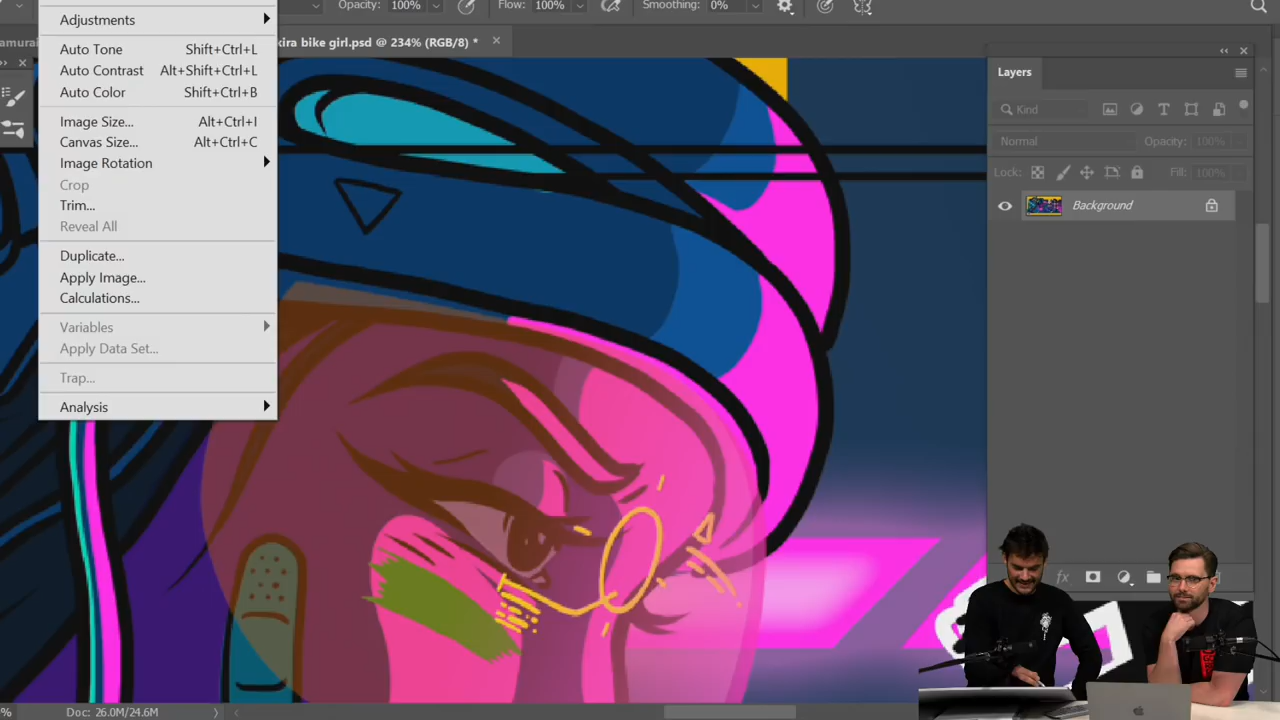 Opacity: 100%
Flow: 100%
Smoothing: 0%
amurai
kira bike girl.psd @ 234% (RGB/8) *
Adjustments
Auto Tone Shift+Ctrl+L
Auto Contrast Alt+Shift+Ctrl+L
Auto Color Shift+Ctrl+B
Image Size... Alt+Ctrl+I
Canvas Size... Alt+Ctrl+C
Image Rotation
Crop
Trim...
Reveal All
Duplicate...
Apply Image...
Calculations...
Variables
Apply Data Set...
Trap...
Analysis
Layers
Kind
Normal Opacity: 100%
Lock: Fill: 100%
Background
fx
% Doc: 26.0M/24.6M